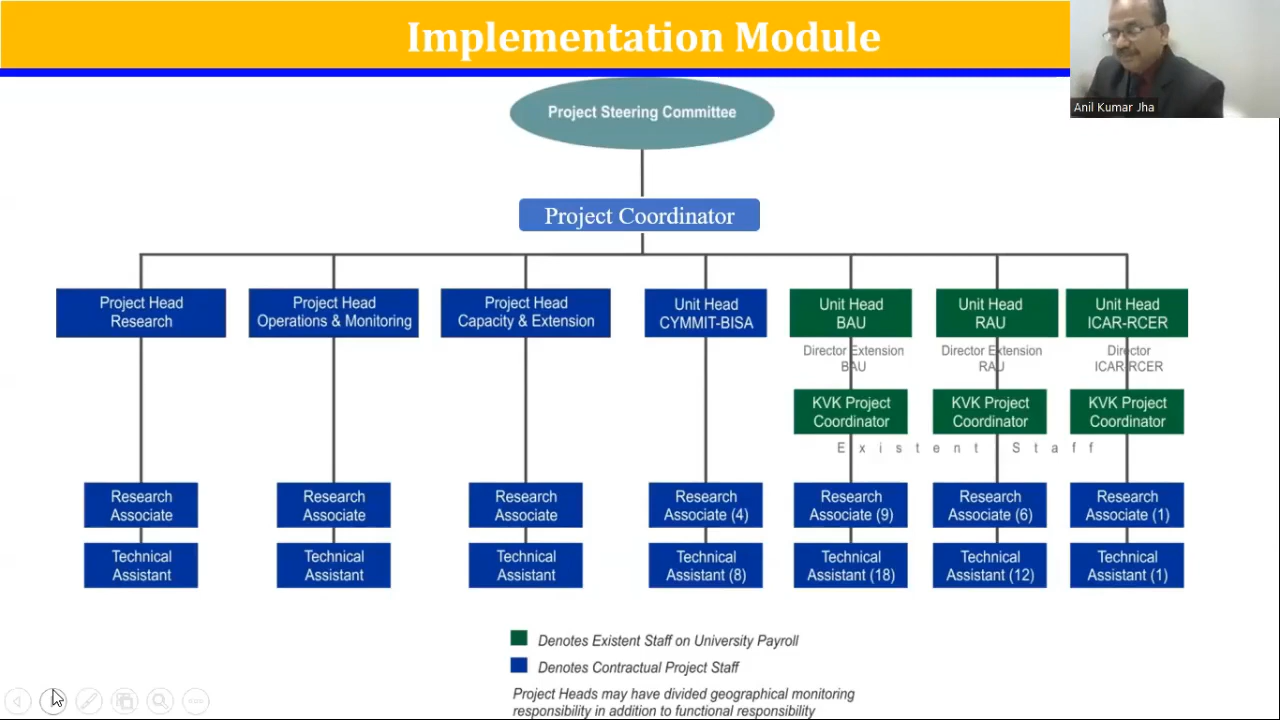 Implementation Module
Anil Kumar Jha
Project Steering Committee
Project Coordinator
Project Head
Research
Project Head
Operations & Monitoring
Project Head
Capacity & Extension
Unit Head
CYMMIT-BISA
Unit Head
BAU
Unit Head
RAU
Unit Head
ICAR-RCER
Director Extension
BAU
Director Extension
RAU
Director
ICAR-RCER
KVK Project
Coordinator
KVK Project
Coordinator
KVK Project
Coordinator
Existent Staff
Research
Associate
Research
Associate
Research
Associate
Research
Associate (4)
Research
Associate (9)
Research
Associate (6)
Research
Associate (1)
Technical
Assistant
Technical
Assistant
Technical
Assistant
Technical
Assistant (8)
Technical
Assistant (18)
Technical
Assistant (12)
Technical
Assistant (1)
Denotes Existent Staff on University Payroll
Denotes Contractual Project Staff
Project Heads may have divided geographical monitoring
responsibility in addition to functional responsibility